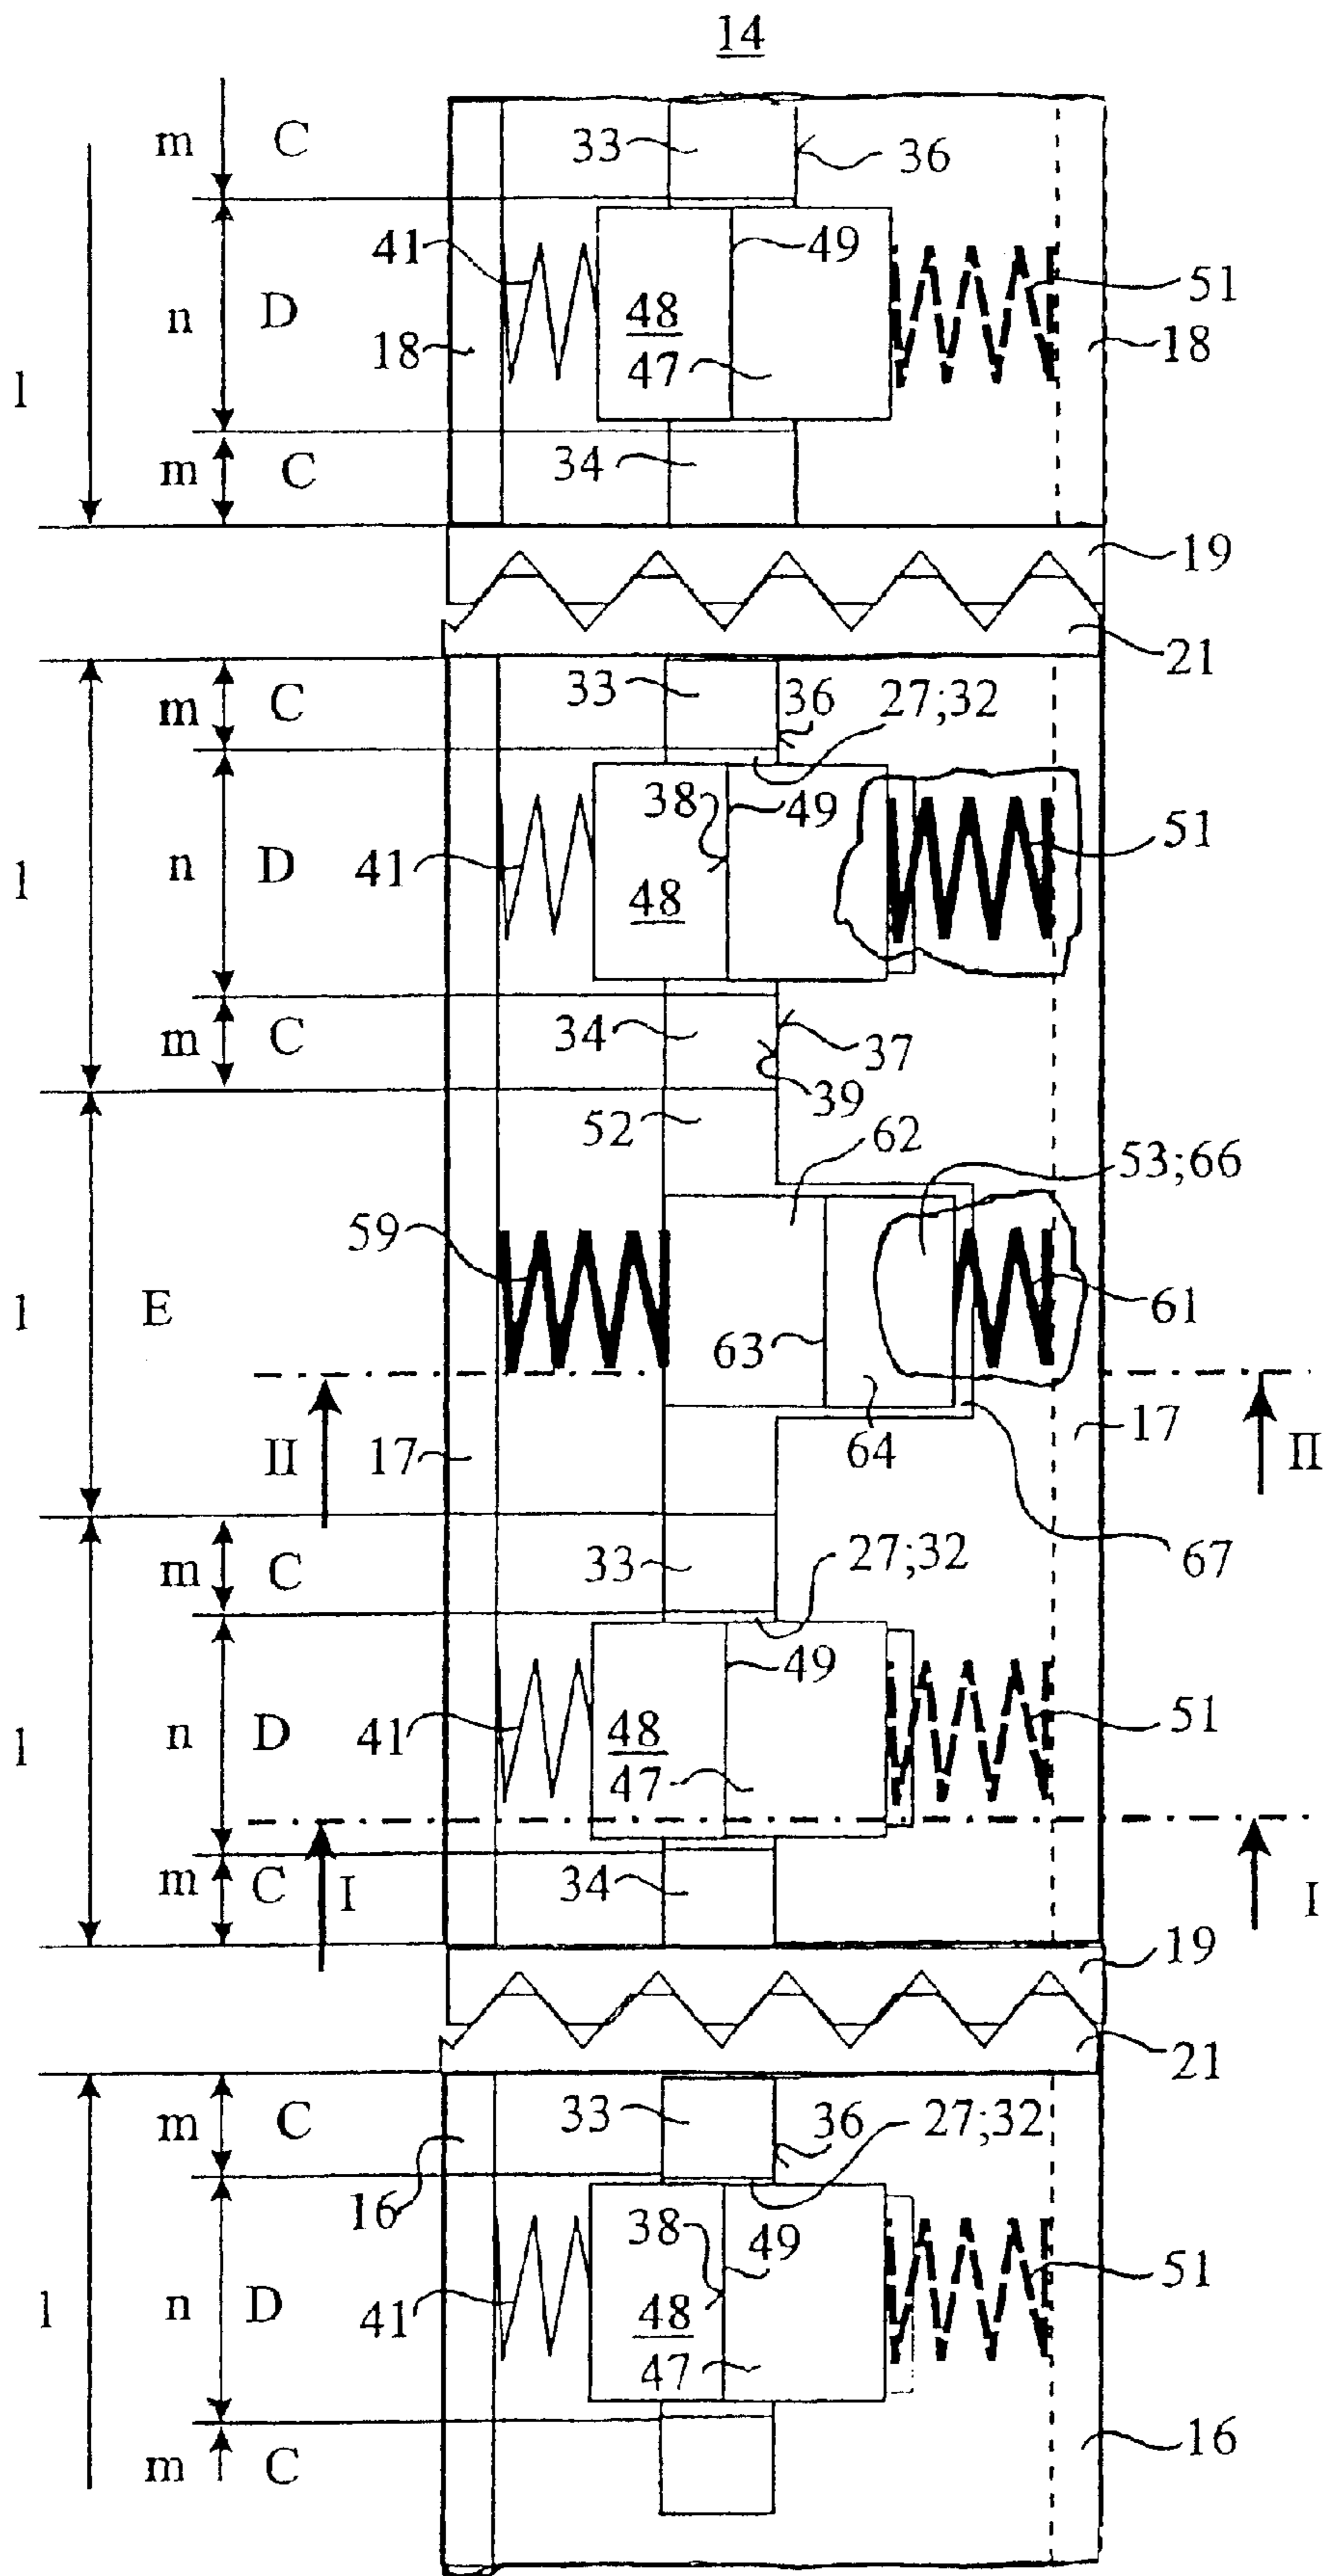 14
m C 33 36
41 49 51
n D 18 48 18
47
l
m C 34
19
21
m C 33 36 27;32
38 49 51
l n D 41 48
m C 34 37
39
52 62 53;66
59
l E 63 61
II 17 64 17 II
67
m C 33 27;32
49
l n D 41 48 51
47
m C I 34 I
19
21
m C 33 36 27;32
16 38 49 51
l n D 41 48
47
m C 16